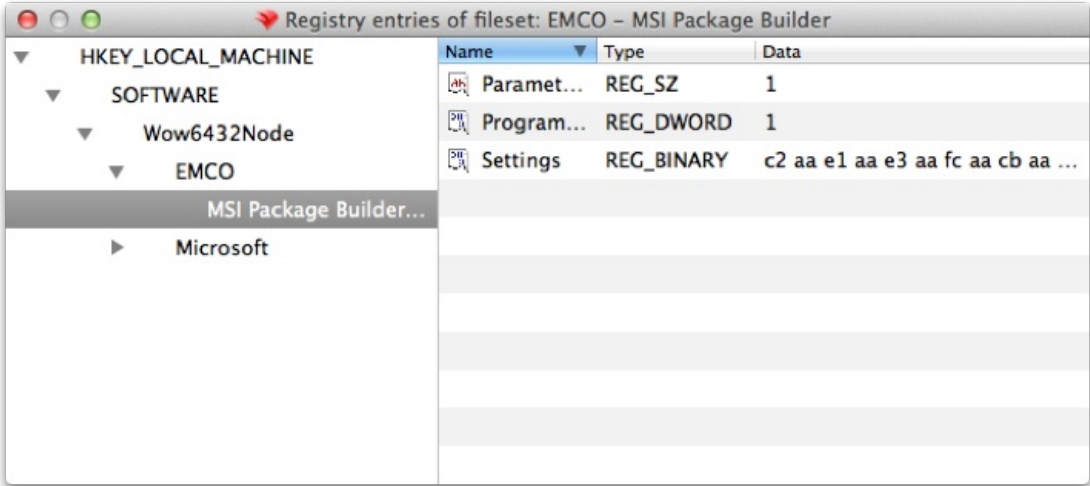 Registry entries of fileset: EMCO – MSI Package Builder
HKEY_LOCAL_MACHINE
SOFTWARE
Wow6432Node
EMCO
MSI Package Builder...
Microsoft
Name Type Data
Paramet... REG_SZ 1
Program... REG_DWORD 1
Settings REG_BINARY c2 aa e1 aa e3 aa fc aa cb aa ...